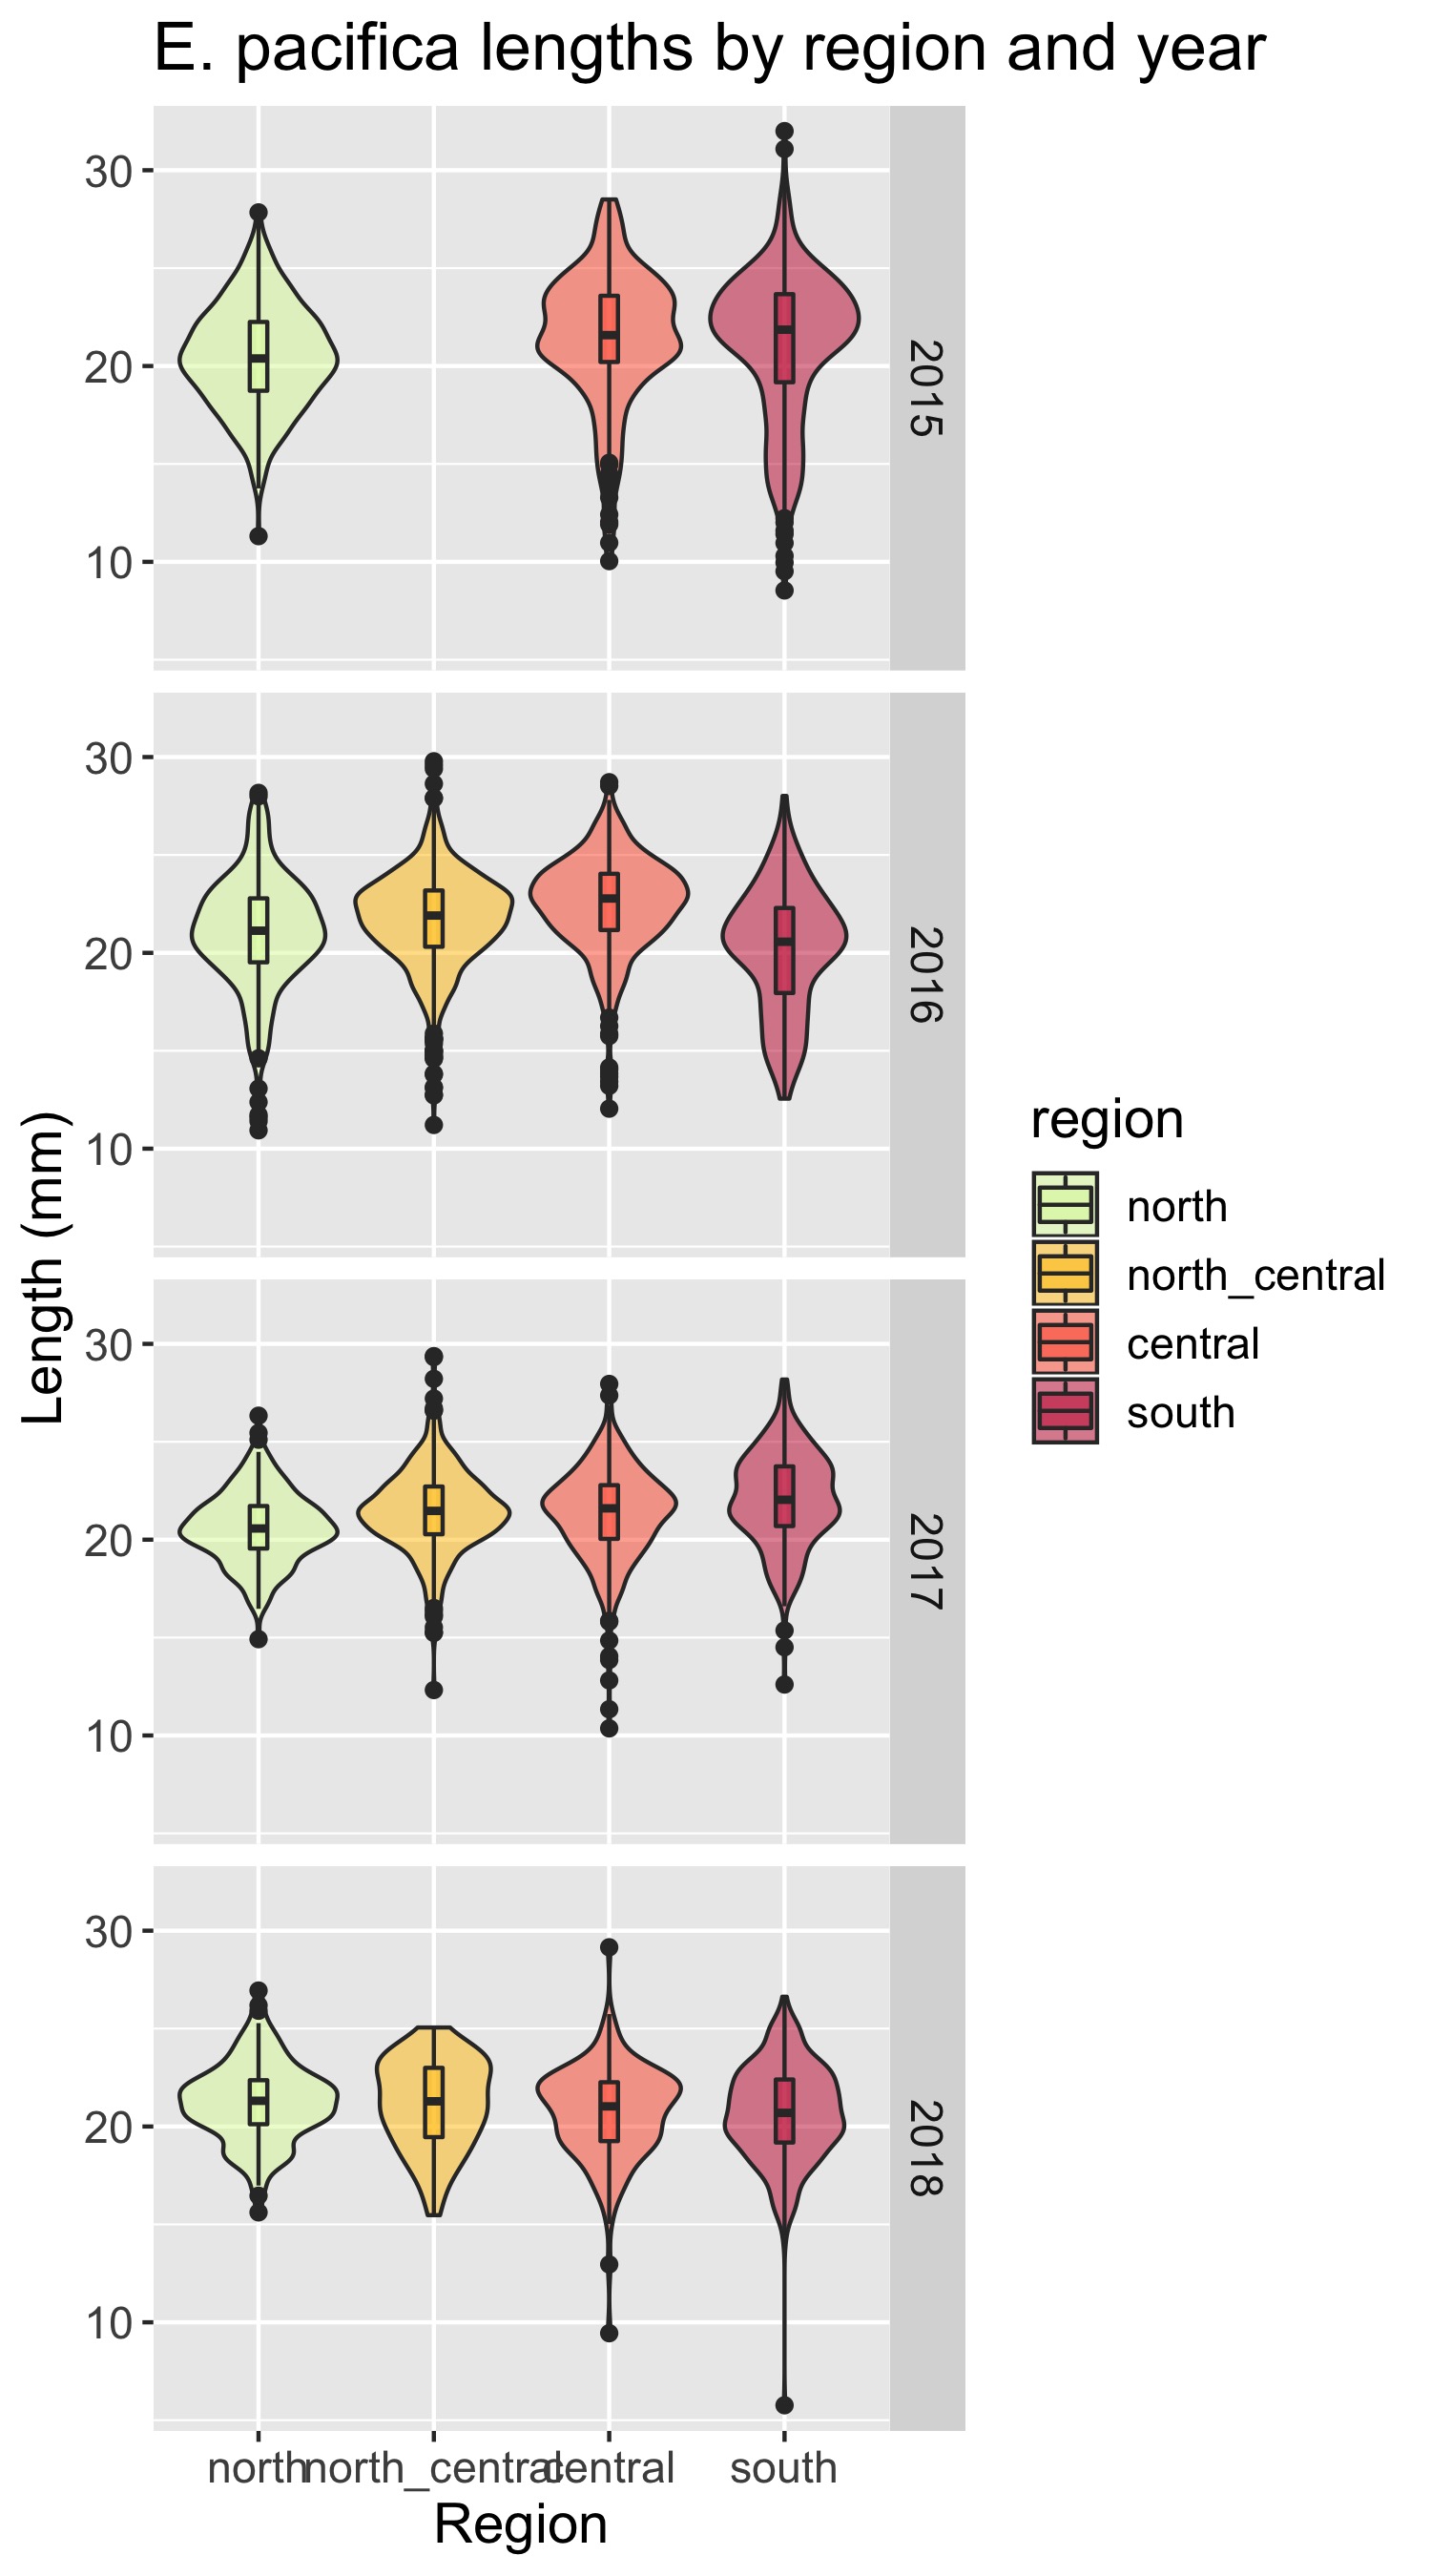 E. pacifica lengths by region and year
30
20
10
2015
30
20
10
2016
Length (mm)
30
20
10
2017
30
20
10
2018
north
north_central
central
south
Region
region
north
north_central
central
south